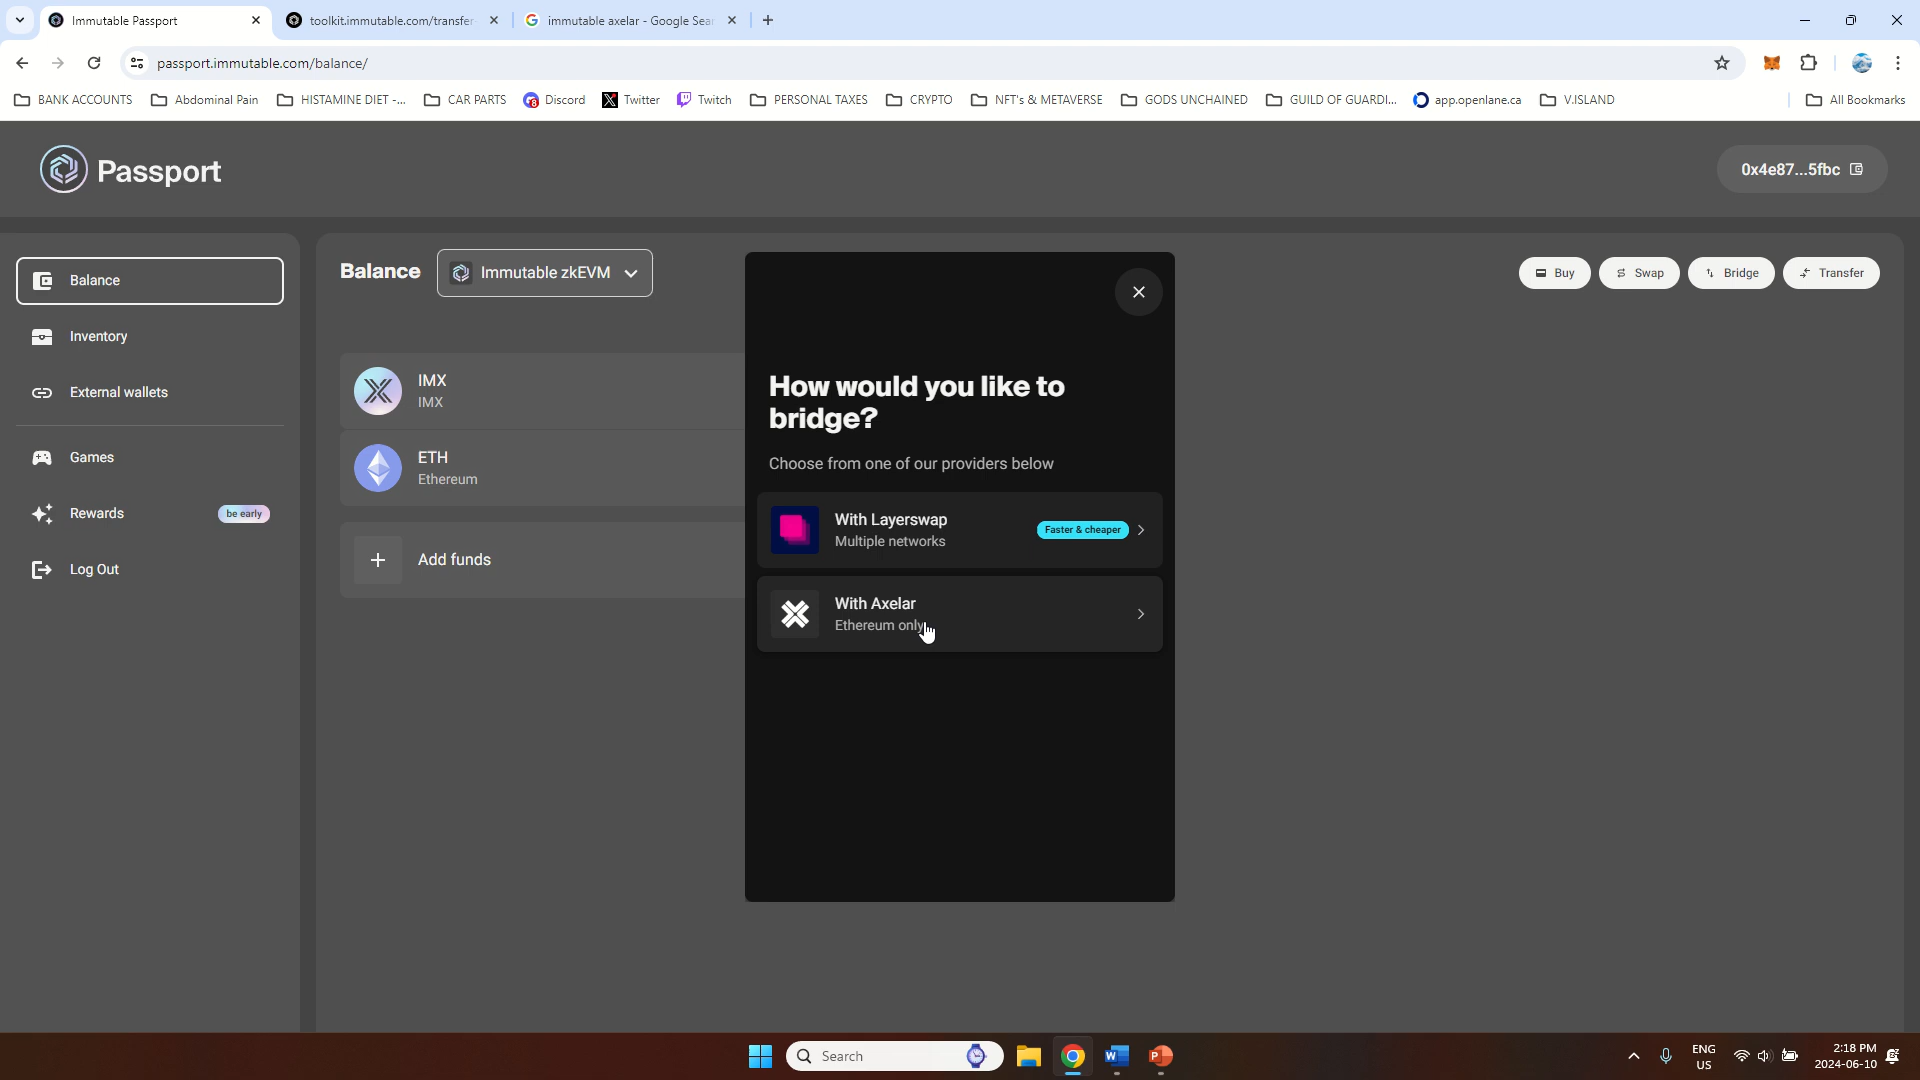 Immutable Passport
toolkit.immutable.com/transfer
immutable axelar - Google Sear
passport.immutable.com/balance/
BANK ACCOUNTS
Abdominal Pain
HISTAMINE DIET -...
CAR PARTS
Discord
Twitter
Twitch
PERSONAL TAXES
CRYPTO
NFT's & METAVERSE
GODS UNCHAINED
GUILD OF GUARDI...
app.openlane.ca
V.ISLAND
All Bookmarks
Passport
0x4e87...5fbc
Balance
Inventory
External wallets
Games
Rewards
be early
Log Out
Balance
Immutable zkEVM
Buy
Swap
Bridge
Transfer
IMX
IMX
ETH
Ethereum
Add funds
How would you like to
bridge?
Choose from one of our providers below
With Layerswap
Multiple networks
Faster & cheaper
With Axelar
Ethereum only
Search
ENG
US
2:18 PM
2024-06-10